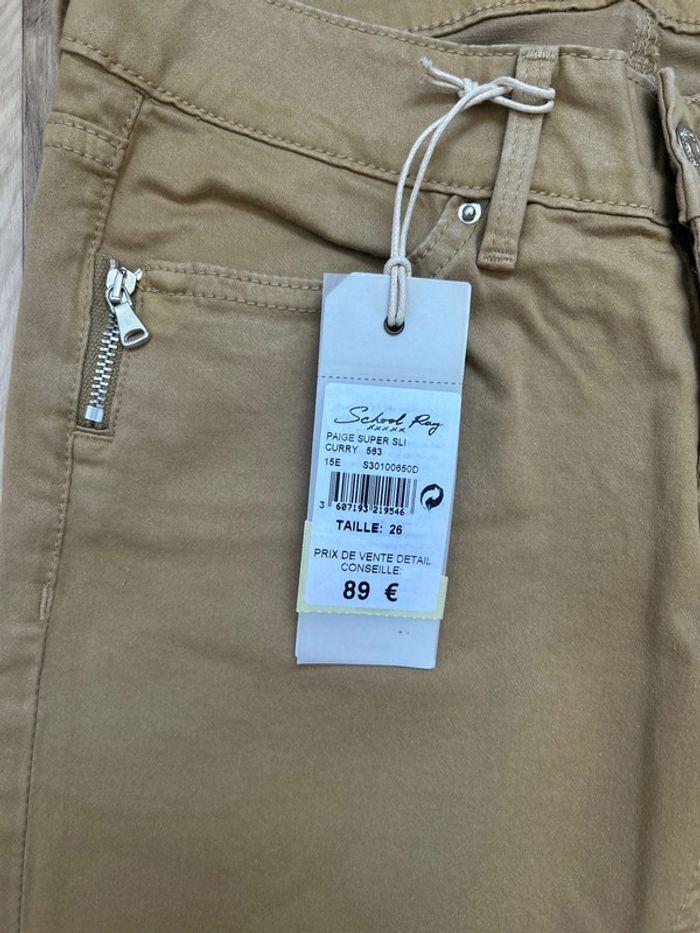 School Rag
xxxxx
PAIGE SUPER SLI
CURRY 563
15E S30100650D
3 607193 219546
TAILLE: 26
PRIX DE VENTE DETAIL
CONSEILLE:
89 €